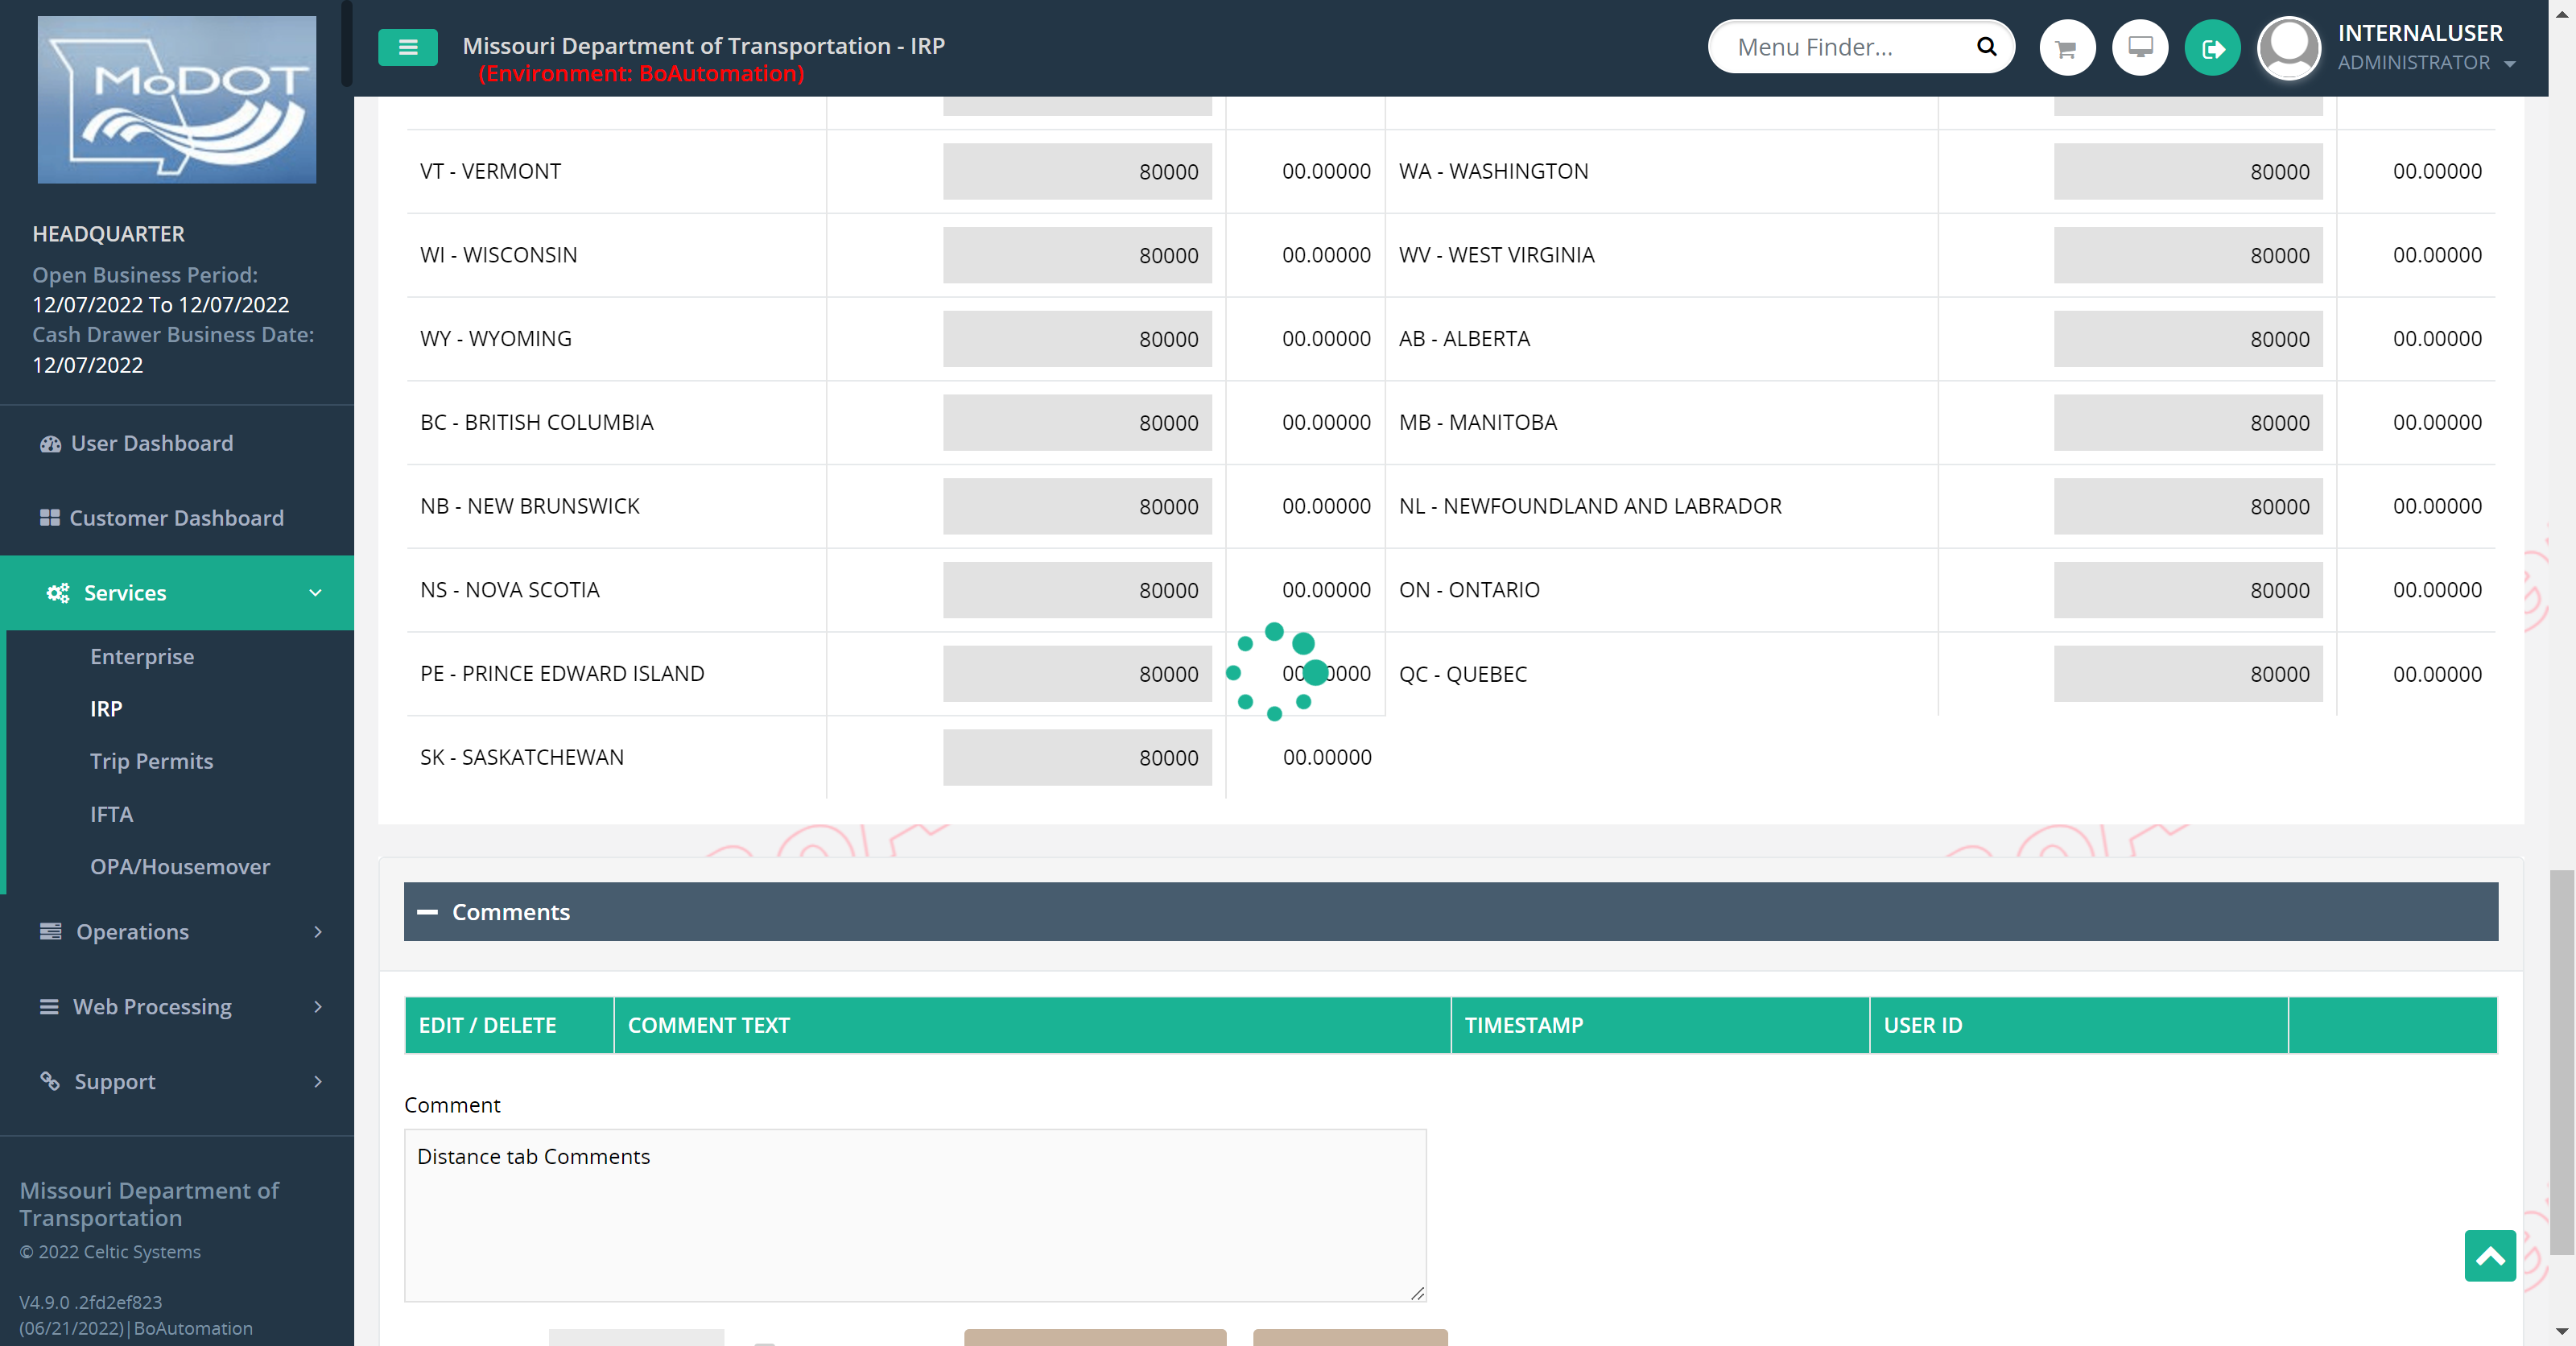 MoDOT
Missouri Department of Transportation - IRP
(Environment: BoAutomation)
Menu Finder...
INTERNALUSER
ADMINISTRATOR
HEADQUARTER
Open Business Period:
12/07/2022 To 12/07/2022
Cash Drawer Business Date:
12/07/2022
User Dashboard
Customer Dashboard
Services
Enterprise
IRP
Trip Permits
IFTA
OPA/Housemover
Operations
Web Processing
Support
Missouri Department of
Transportation
© 2022 Celtic Systems
V4.9.0 .2fd2ef823
(06/21/2022)|BoAutomation
VT - VERMONT 80000 00.00000 WA - WASHINGTON 80000 00.00000
WI - WISCONSIN 80000 00.00000 WV - WEST VIRGINIA 80000 00.00000
WY - WYOMING 80000 00.00000 AB - ALBERTA 80000 00.00000
BC - BRITISH COLUMBIA 80000 00.00000 MB - MANITOBA 80000 00.00000
NB - NEW BRUNSWICK 80000 00.00000 NL - NEWFOUNDLAND AND LABRADOR 80000 00.00000
NS - NOVA SCOTIA 80000 00.00000 ON - ONTARIO 80000 00.00000
PE - PRINCE EDWARD ISLAND 80000 QC - QUEBEC 80000 00.00000
SK - SASKATCHEWAN 80000 00.00000
Comments
EDIT / DELETE COMMENT TEXT TIMESTAMP USER ID
Comment
Distance tab Comments